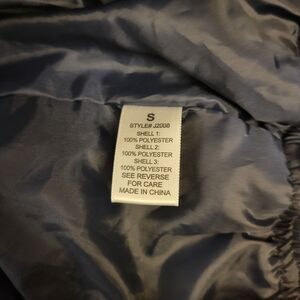 S
STYLE# J2008
SHELL 1:
100% POLYESTER
SHELL 2:
100% POLYESTER
SHELL 3:
100% POLYESTER
SEE REVERSE
FOR CARE
MADE IN CHINA